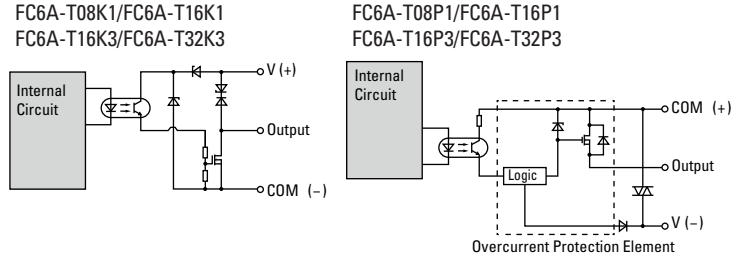 FC6A-T08K1/FC6A-T16K1
FC6A-T16K3/FC6A-T32K3
Internal
Circuit
V (+)
Output
COM (−)
FC6A-T08P1/FC6A-T16P1
FC6A-T16P3/FC6A-T32P3
Internal
Circuit
COM (+)
Output
Logic
V (−)
Overcurrent Protection Element